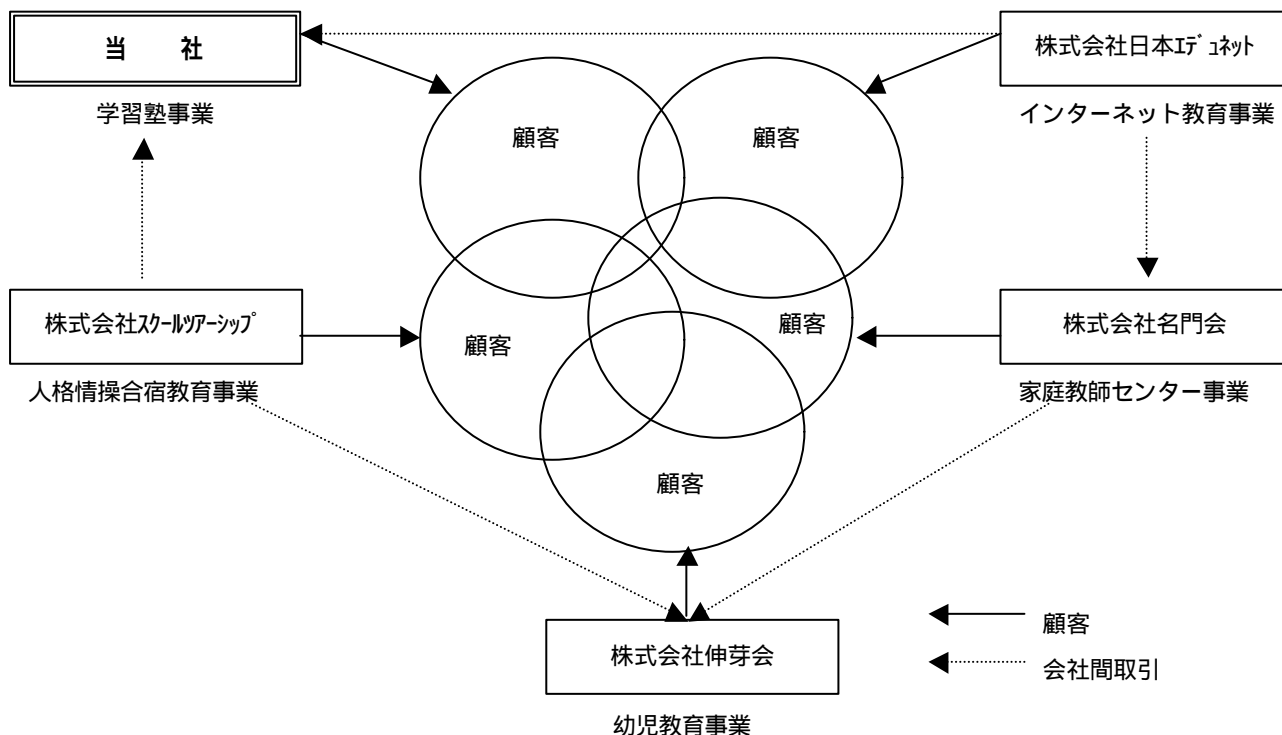 当 社
株式会社日本ｴﾃﾞｭﾈｯﾄ
学習塾事業
インターネット教育事業
顧客
顧客
株式会社ｽｸｰﾙﾂｱｰｼｯﾌﾟ
顧客
顧客
株式会社名門会
人格情操合宿教育事業
家庭教師センター事業
顧客
株式会社伸芽会
幼児教育事業
顧客
会社間取引